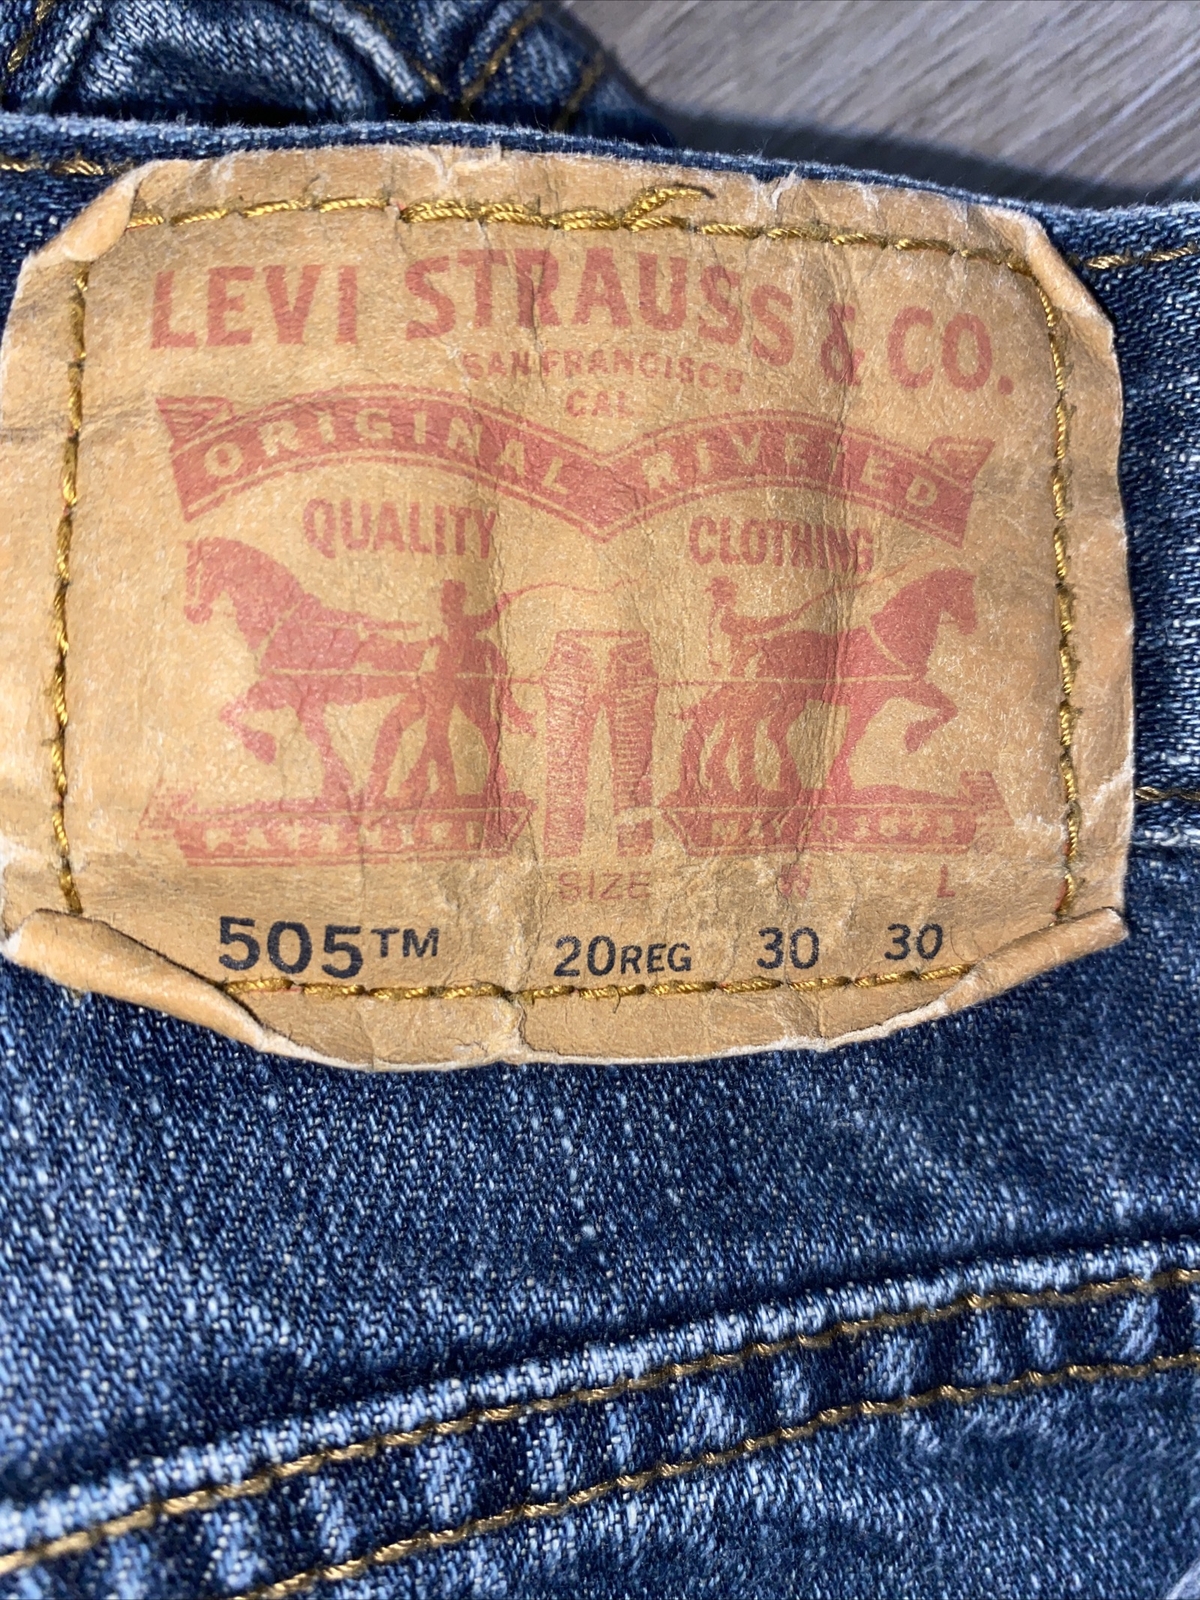 LEVI STRAUSS & CO.
SAN FRANCISCO
CAL
ORIGINAL RIVETED
QUALITY CLOTHING
SIZE W L
505™ 20REG 30 30